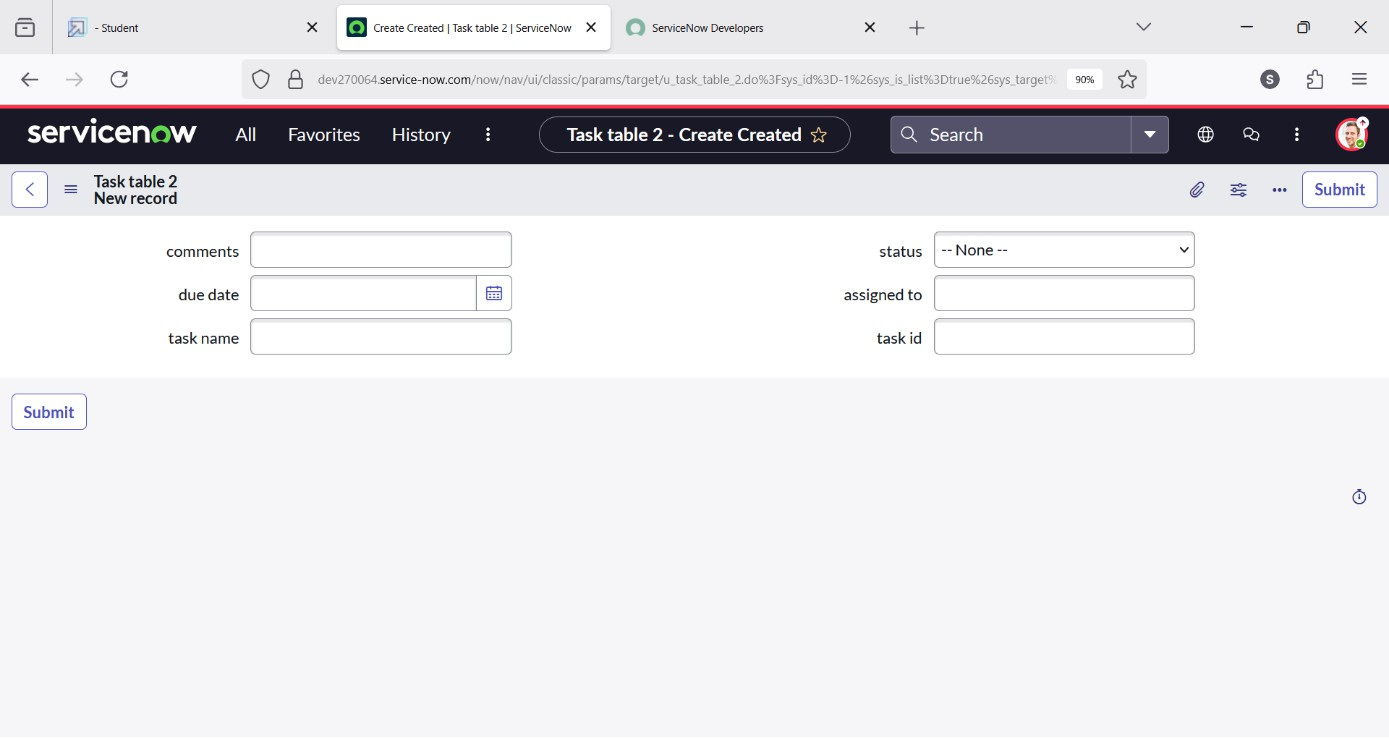 - Student
Create Created | Task table 2 | ServiceNow
ServiceNow Developers
dev270064.service-now.com/now/nav/ui/classic/params/target/u_task_table_2.do%3Fsys_id%3D-1%26sys_is_list%3Dtrue%26sys_target%
90%
S
servicenow
All
Favorites
History
Task table 2 - Create Created
Search
Task table 2
New record
Submit
comments
status
-- None --
due date
assigned to
task name
task id
Submit